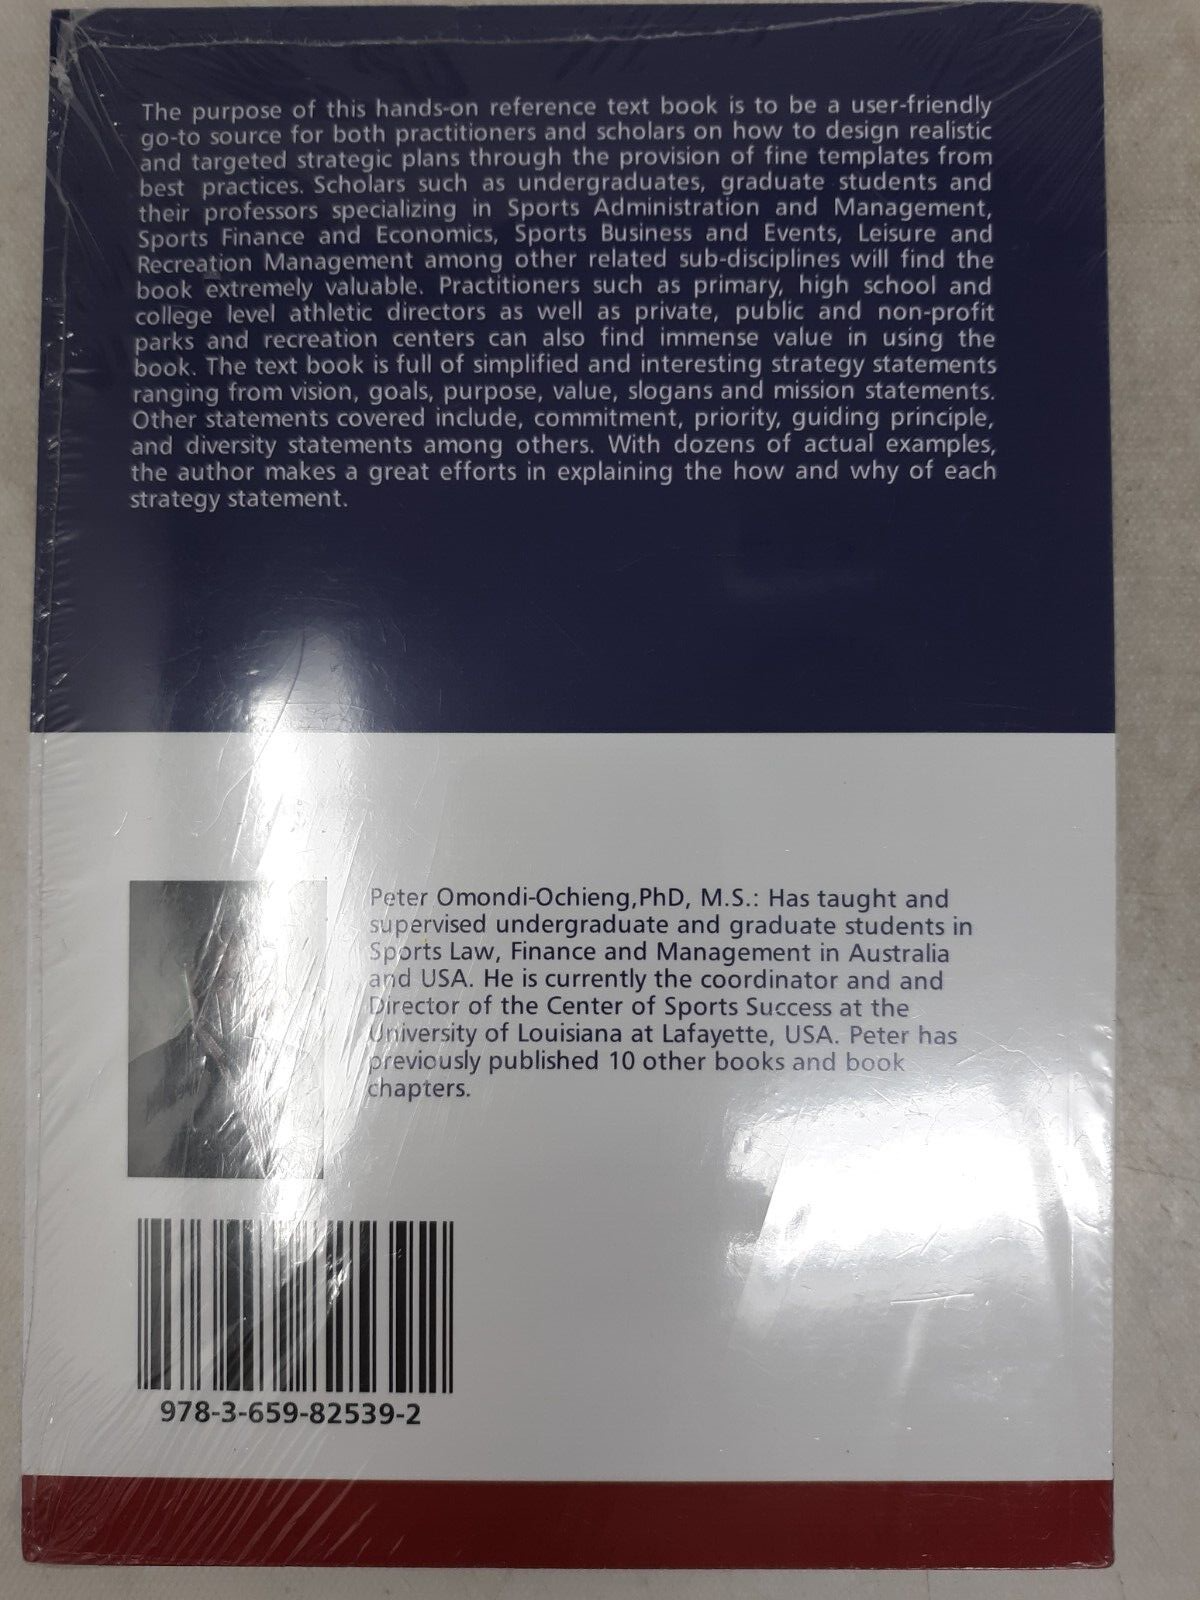 The purpose of this hands-on reference text book is to be a user-friendly
go-to source for both practitioners and scholars on how to design realistic
and targeted strategic plans through the provision of fine templates from
best practices. Scholars such as undergraduates, graduate students and
their professors specializing in Sports Administration and Management,
Sports Finance and Economics, Sports Business and Events, Leisure and
Recreation Management among other related sub-disciplines will find the
book extremely valuable. Practitioners such as primary, high school and
college level athletic directors as well as private, public and non-profit
parks and recreation centers can also find immense value in using the
book. The text book is full of simplified and interesting strategy statements
ranging from vision, goals, purpose, value, slogans and mission statements.
Other statements covered include, commitment, priority, guiding principle,
and diversity statements among others. With dozens of actual examples,
the author makes a great efforts in explaining the how and why of each
strategy statement.
Peter Omondi-Ochieng,PhD, M.S.: Has taught and
supervised undergraduate and graduate students in
Sports Law, Finance and Management in Australia
and USA. He is currently the coordinator and and
Director of the Center of Sports Success at the
University of Louisiana at Lafayette, USA. Peter has
previously published 10 other books and book
chapters.
978-3-659-82539-2